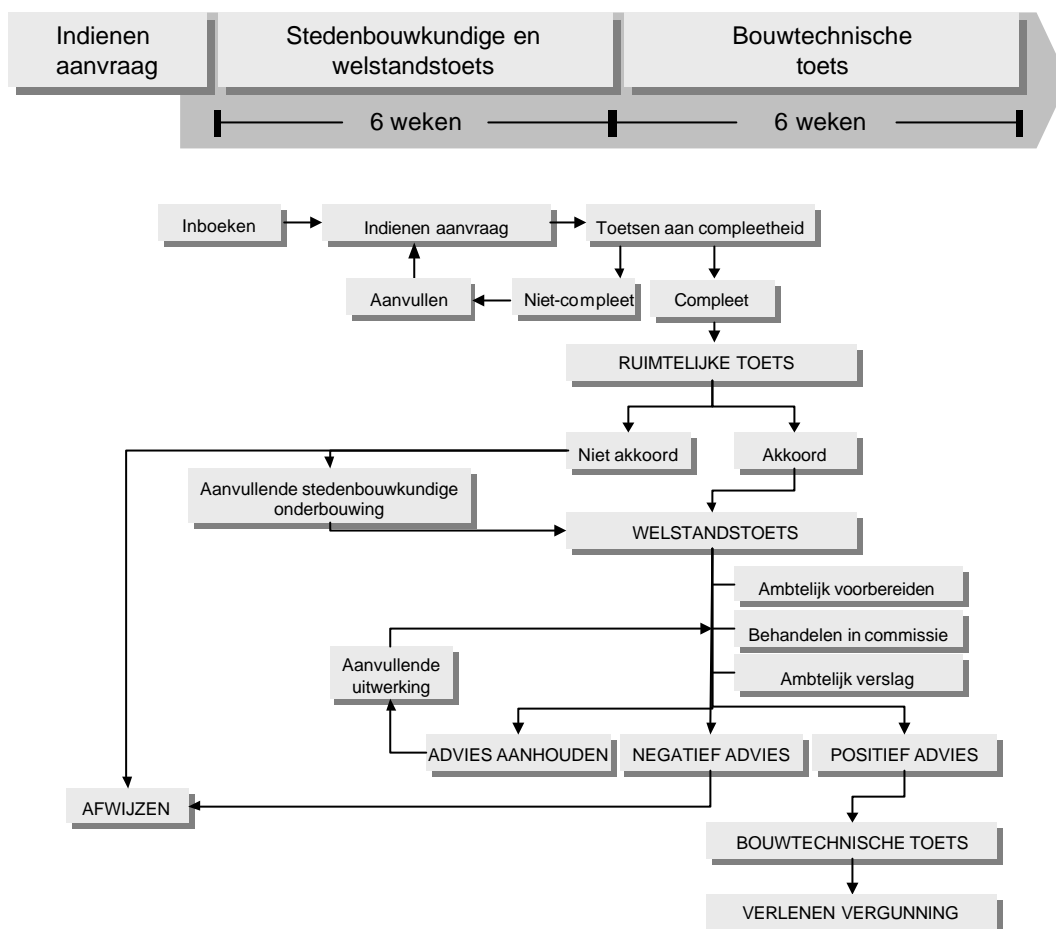 Indienen
aanvraag
Stedenbouwkundige en
welstandstoets
Bouwtechnische
toets
6 weken
6 weken
Inboeken
Indienen aanvraag
Toetsen aan compleetheid
Aanvullen
Niet-compleet
Compleet
RUIMTELIJKE TOETS
Niet akkoord
Akkoord
Aanvullende stedenbouwkundige
onderbouwing
WELSTANDSTOETS
Ambtelijk voorbereiden
Behandelen in commissie
Aanvullende
uitwerking
Ambtelijk verslag
ADVIES AANHOUDEN
NEGATIEF ADVIES
POSITIEF ADVIES
AFWIJZEN
BOUWTECHNISCHE TOETS
VERLENEN VERGUNNING